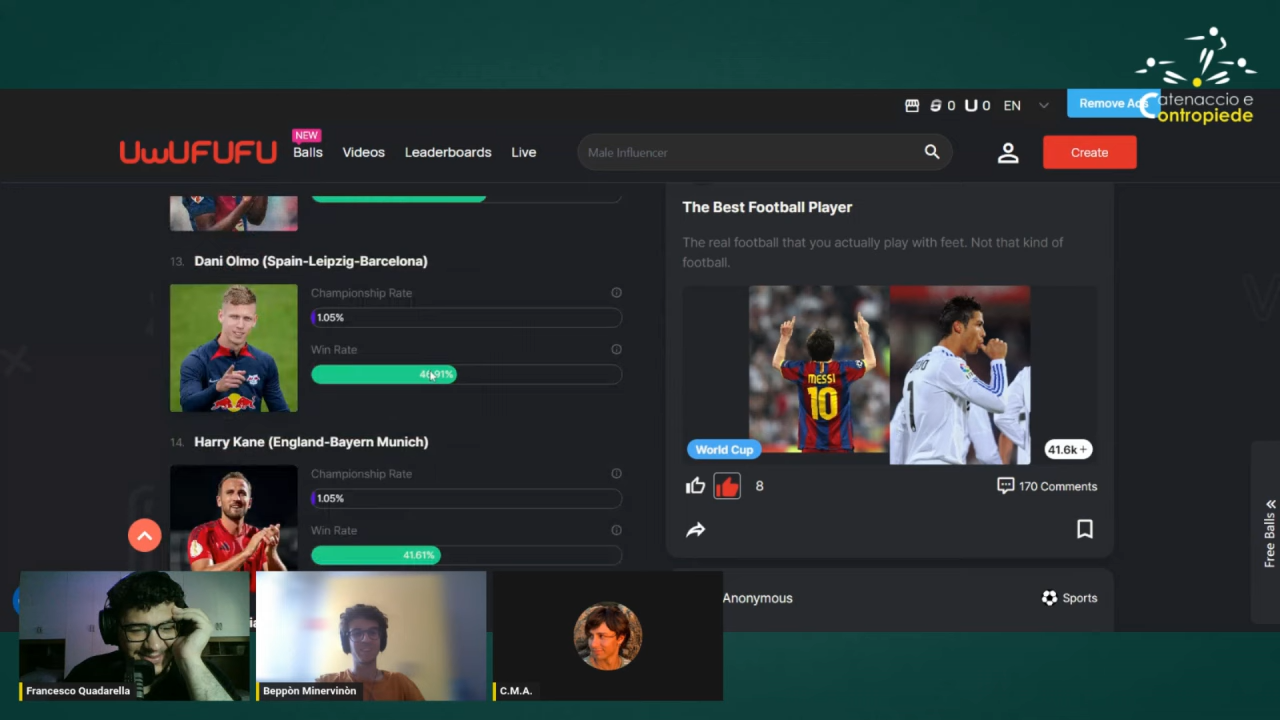 S 0 U 0 EN
Remove Ads
Catenaccio e
Contropiede
UWUFUFU
NEW
Balls
Videos
Leaderboards
Live
Male Influencer
Create
13. Dani Olmo (Spain-Leipzig-Barcelona)
Championship Rate
1.05%
Win Rate
14. Harry Kane (England-Bayern Munich)
Championship Rate
1.05%
Win Rate
41.61%
The Best Football Player
The real football that you actually play with feet. Not that kind of
football.
MESSI
10
World Cup
41.6k+
8
170 Comments
Anonymous
Sports
Free Balls
Francesco Quadarella
Beppòn Minervinòn
C.M.A.